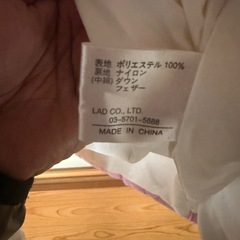 表地 ポリエステル 100%
裏地 ナイロン
(中綿) ダウン
フェザー
LAD CO., LTD.
03-5701-5688
MADE IN CHINA